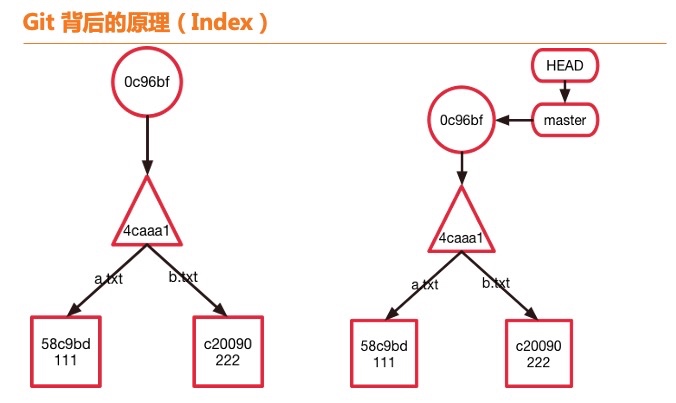 Git 背后的原理（Index）
0c96bf
4caaa1
a.txt
b.txt
58c9bd
111
c20090
222
HEAD
master
0c96bf
4caaa1
a.txt
b.txt
58c9bd
111
c20090
222